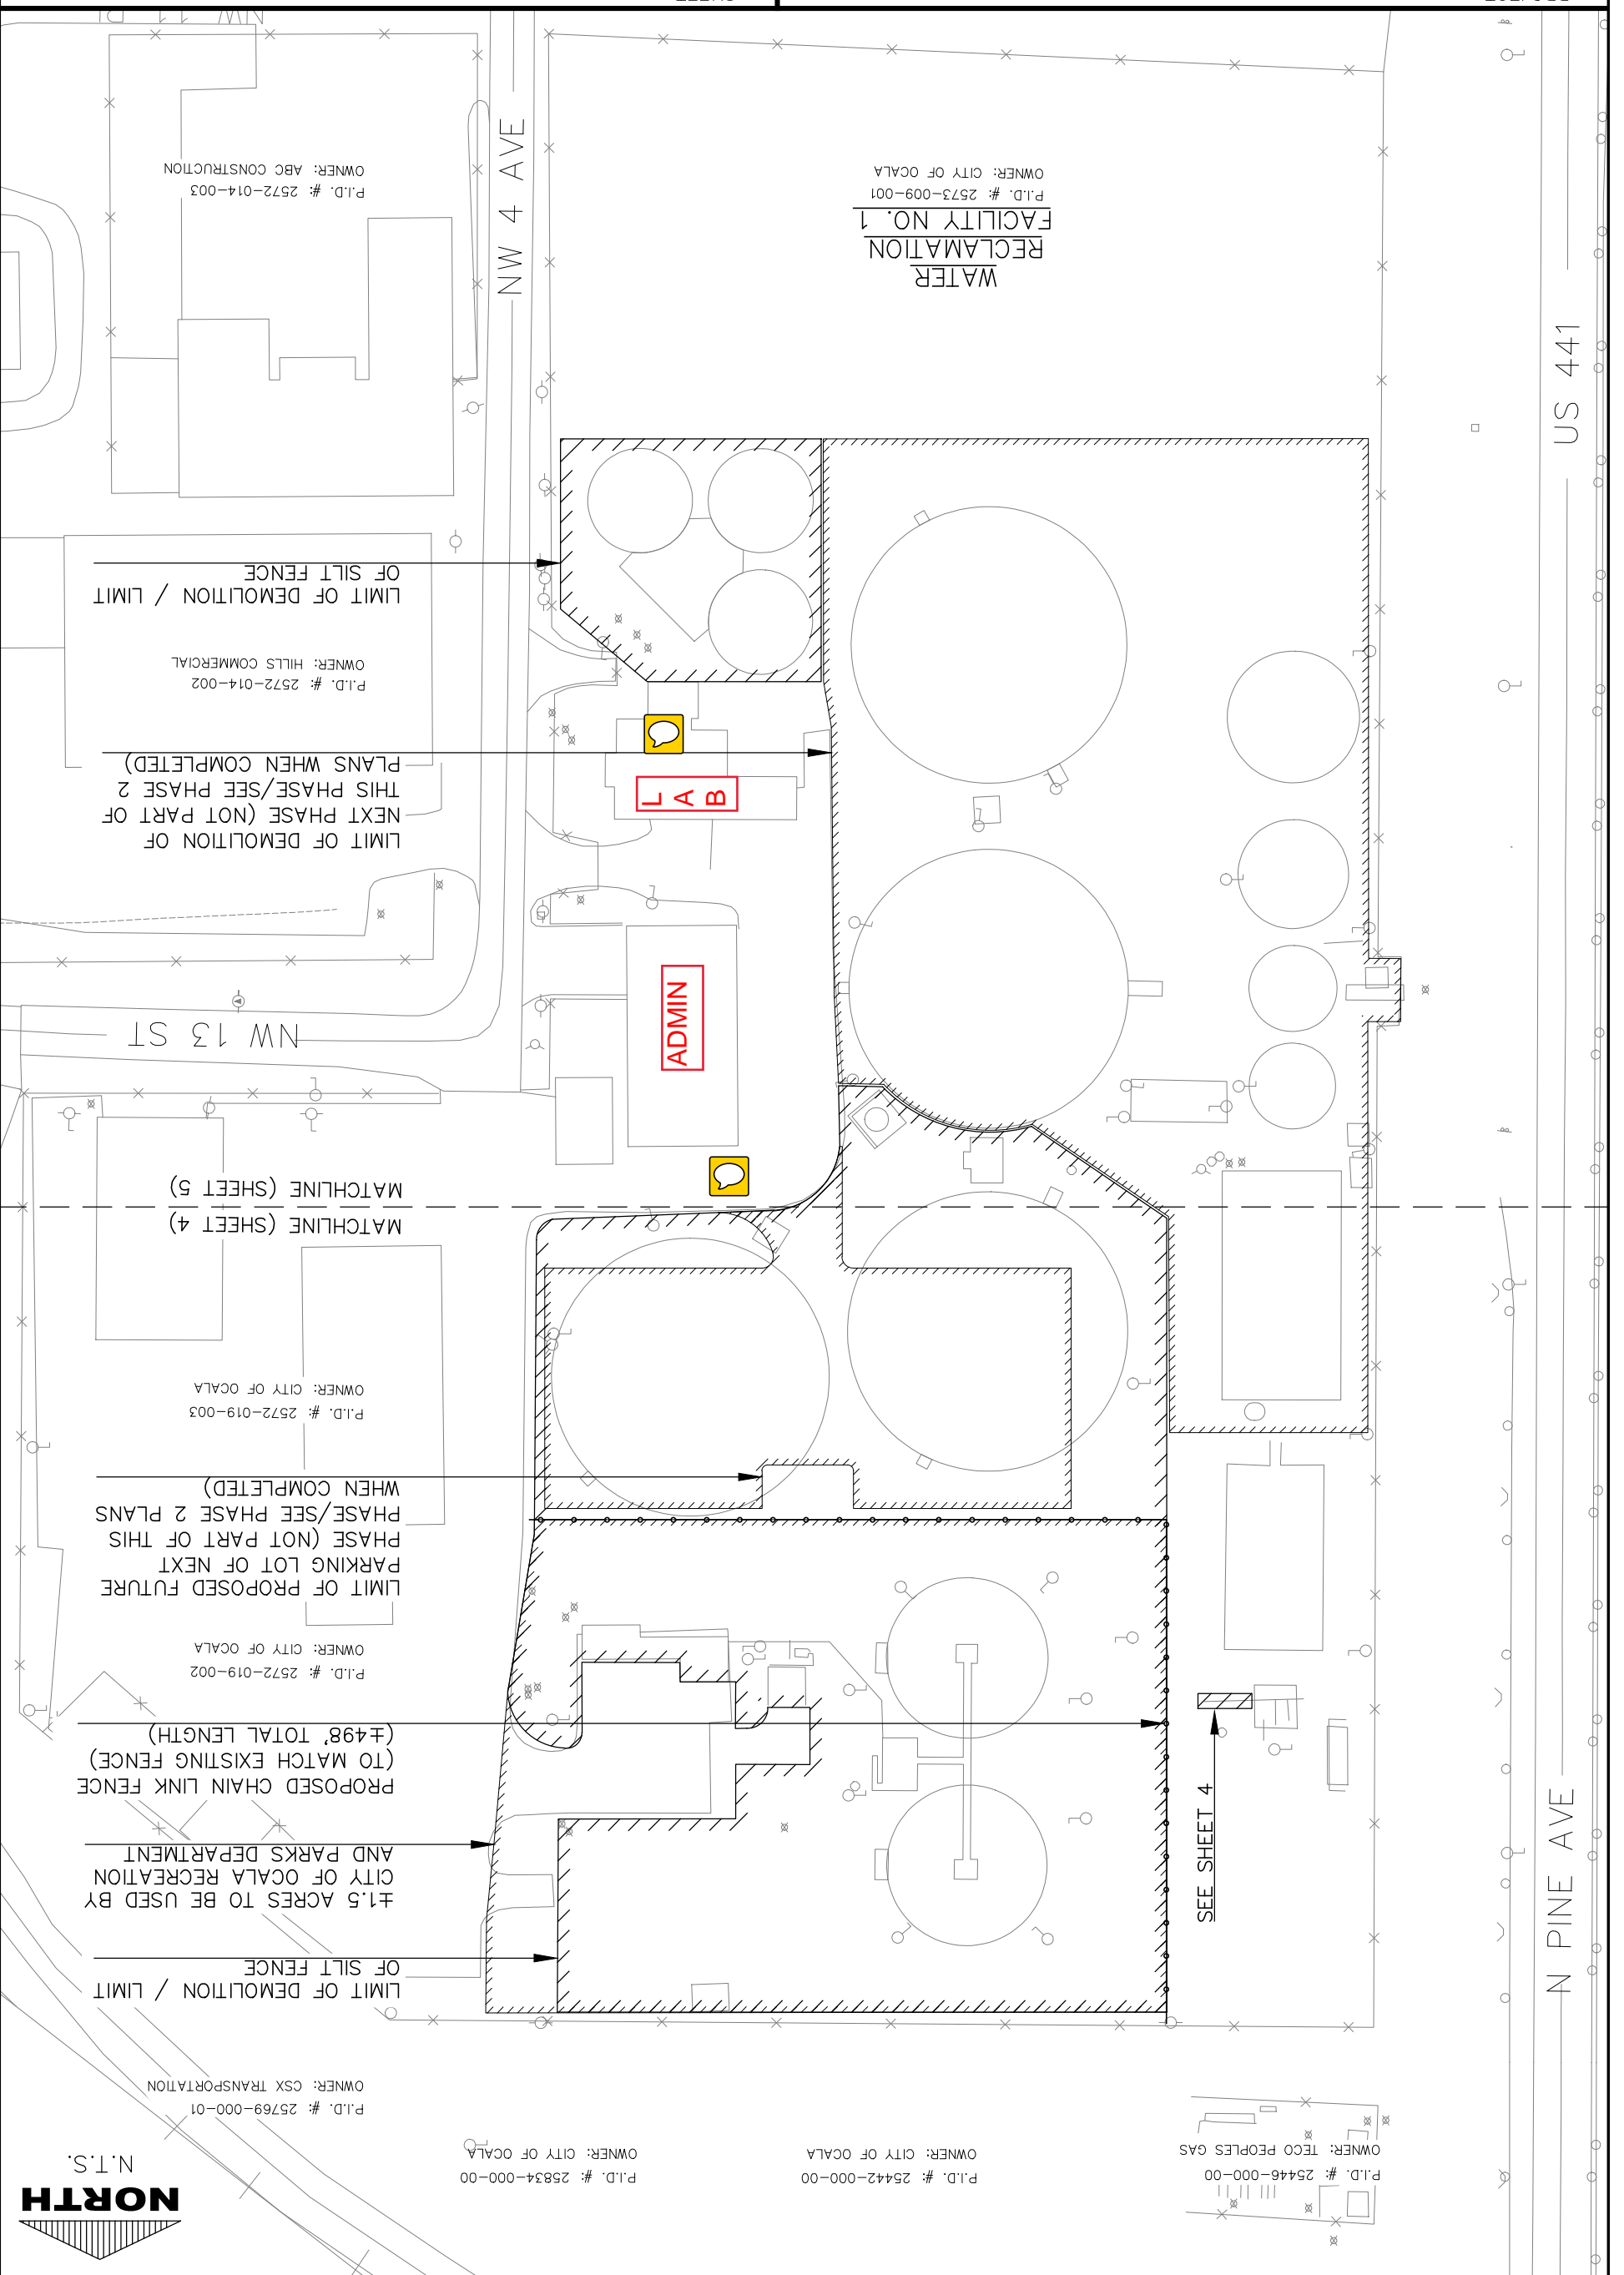 NORTH
N.T.S.
P.I.D. #: 25446-000-00
OWNER: TECO PEOPLES GAS
P.I.D. #: 25442-000-00
OWNER: CITY OF OCALA
P.I.D. #: 25834-000-00
OWNER: CITY OF OCALA
P.I.D. #: 25769-000-01
OWNER: CSX TRANSPORTATION
LIMIT OF DEMOLITION / LIMIT
OF SILT FENCE
±1.5 ACRES TO BE USED BY
CITY OF OCALA RECREATION
AND PARKS DEPARTMENT
PROPOSED CHAIN LINK FENCE
(TO MATCH EXISTING FENCE)
(±498' TOTAL LENGTH)
P.I.D. #: 2572-019-002
OWNER: CITY OF OCALA
LIMIT OF PROPOSED FUTURE
PARKING LOT OF NEXT
PHASE (NOT PART OF THIS
PHASE/SEE PHASE 2 PLANS
WHEN COMPLETED)
P.I.D. #: 2572-019-003
OWNER: CITY OF OCALA
SEE SHEET 4
N PINE AVE
MATCHLINE (SHEET 4)
MATCHLINE (SHEET 5)
NW 13 ST
ADMIN
LIMIT OF DEMOLITION OF
NEXT PHASE (NOT PART OF
THIS PHASE/SEE PHASE 2
PLANS WHEN COMPLETED)
L
A
B
P.I.D. #: 2572-014-002
OWNER: HILLS COMMERCIAL
LIMIT OF DEMOLITION / LIMIT
OF SILT FENCE
US 441
NW 4 AVE
WATER
RECLAMATION
FACILITY NO. 1
P.I.D. #: 2573-009-001
OWNER: CITY OF OCALA
P.I.D. #: 2572-014-003
OWNER: ABC CONSTRUCTION